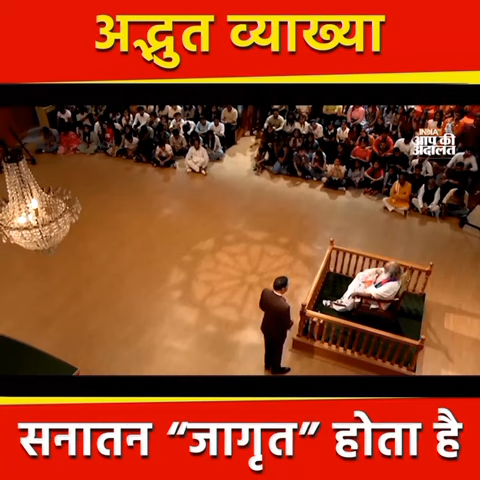 अद्भुत व्याख्या
INDIA TV
आप की
अदालत
सनातन “जागृत” होता है